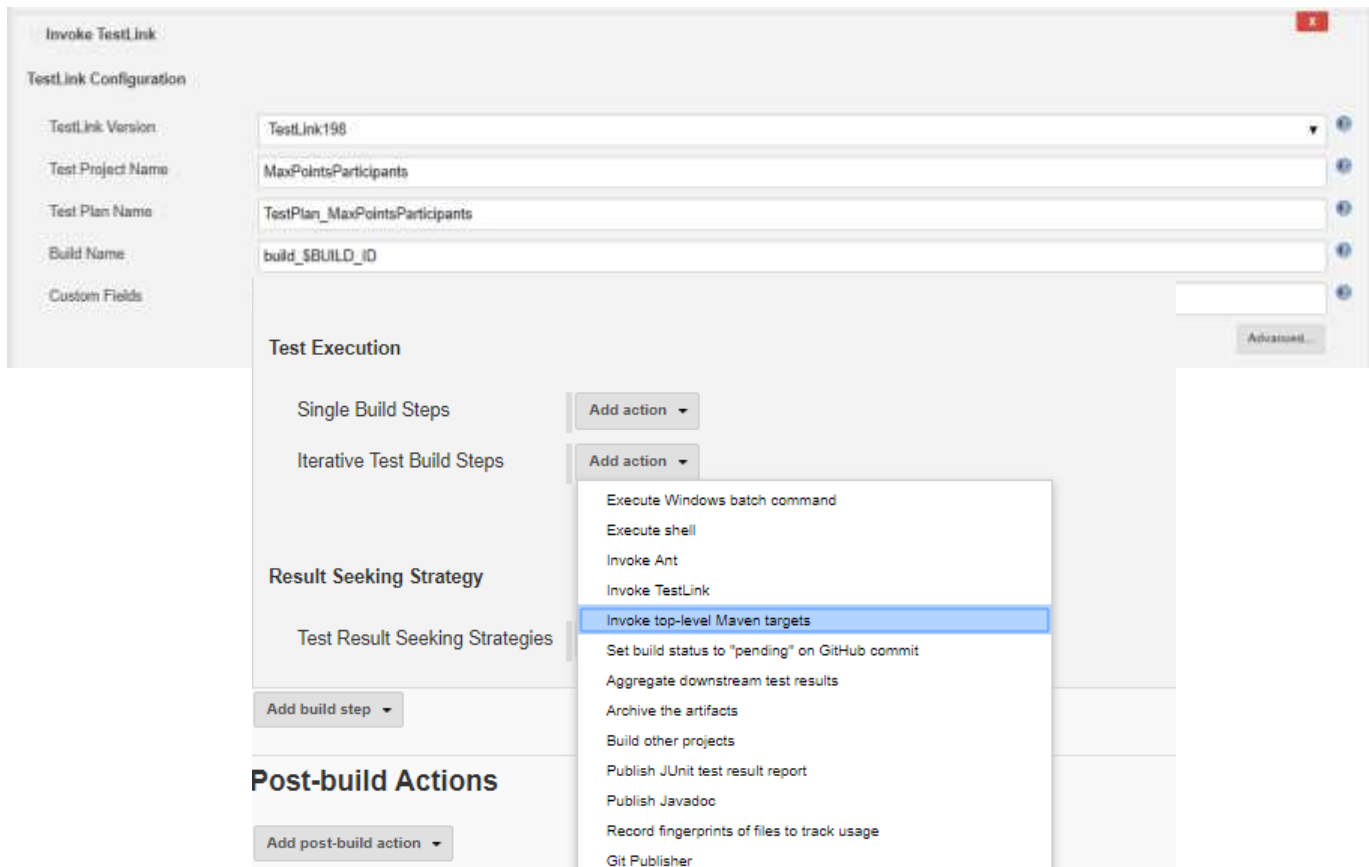 Invoke TestLink
X
TestLink Configuration
TestLink Version
TestLink198
Test Project Name
MaxPointsParticipants
Test Plan Name
TestPlan_MaxPointsParticipants
Build Name
build_$BUILD_ID
Custom Fields
Advanced...
Test Execution
Single Build Steps
Add action
Iterative Test Build Steps
Add action
Execute Windows batch command
Execute shell
Invoke Ant
Invoke TestLink
Invoke top-level Maven targets
Set build status to "pending" on GitHub commit
Aggregate downstream test results
Archive the artifacts
Build other projects
Publish JUnit test result report
Publish Javadoc
Record fingerprints of files to track usage
Git Publisher
Result Seeking Strategy
Test Result Seeking Strategies
Add build step
Post-build Actions
Add post-build action